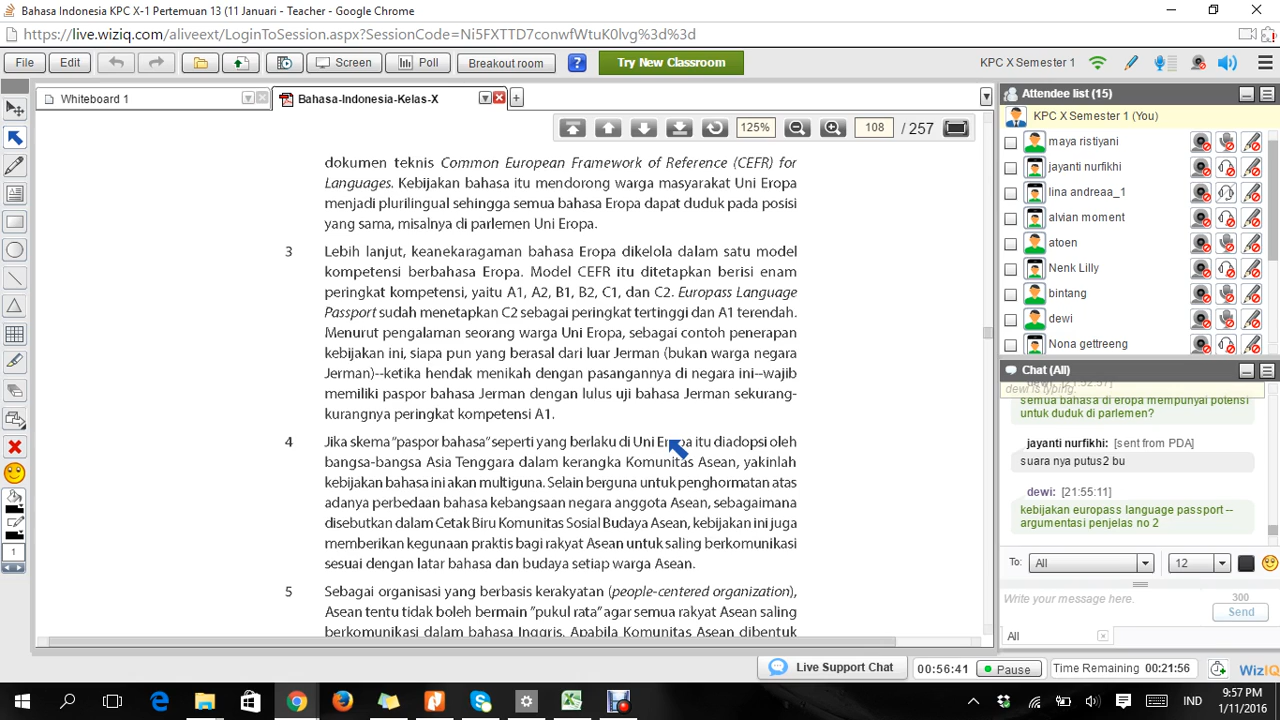 Bahasa Indonesia KPC X-1 Pertemuan 13 (11 Januari - Teacher - Google Chrome
https://live.wiziq.com/aliveext/LoginToSession.aspx?SessionCode=Ni5FXTTD7conwfWtuK0lvg%3d%3d
File Edit Screen Poll Breakout room ? Try New Classroom KPC X Semester 1
Whiteboard 1 Bahasa-Indonesia-Kelas-X +
125% 108 / 257
dokumen teknis Common European Framework of Reference (CEFR) for
Languages. Kebijakan bahasa itu mendorong warga masyarakat Uni Eropa
menjadi plurilingual sehingga semua bahasa Eropa dapat duduk pada posisi
yang sama, misalnya di parlemen Uni Eropa.
3 Lebih lanjut, keanekaragaman bahasa Eropa dikelola dalam satu model
kompetensi berbahasa Eropa. Model CEFR itu ditetapkan berisi enam
peringkat kompetensi, yaitu A1, A2, B1, B2, C1, dan C2. Europass Language
Passport sudah menetapkan C2 sebagai peringkat tertinggi dan A1 terendah.
Menurut pengalaman seorang warga Uni Eropa, sebagai contoh penerapan
kebijakan ini, siapa pun yang berasal dari luar Jerman (bukan warga negara
Jerman)--ketika hendak menikah dengan pasangannya di negara ini--wajib
memiliki paspor bahasa Jerman dengan lulus uji bahasa Jerman sekurang-
kurangnya peringkat kompetensi A1.
4 Jika skema "paspor bahasa" seperti yang berlaku di Uni Eropa itu diadopsi oleh
bangsa-bangsa Asia Tenggara dalam kerangka Komunitas Asean, yakinlah
kebijakan bahasa ini akan multiguna. Selain berguna untuk penghormatan atas
adanya perbedaan bahasa kebangsaan negara anggota Asean, sebagaimana
disebutkan dalam Cetak Biru Komunitas Sosial Budaya Asean, kebijakan ini juga
memberikan kegunaan praktis bagi rakyat Asean untuk saling berkomunikasi
sesuai dengan latar bahasa dan budaya setiap warga Asean.
5 Sebagai organisasi yang berbasis kerakyatan (people-centered organization),
Asean tentu tidak boleh bermain "pukul rata" agar semua rakyat Asean saling
berkomunikasi dalam bahasa Inggris. Apabila Komunitas Asean dibentuk
1
Attendee list (15)
KPC X Semester 1 (You)
maya ristiyani
jayanti nurfikhi
lina andreaa_1
alvian moment
atoen
Nenk Lilly
bintang
dewi
Nona gettreeng
Chat (All)
dewi is typing.
semua bahasa di eropa mempunyai potensi
untuk duduk di parlemen?
jayanti nurfikhi: [sent from PDA]
suara nya putus2 bu
dewi: [21:55:11]
kebijakan europass language passport --
argumentasi penjelas no 2
To: All 12
Write your message here.
300
Send
All
Live Support Chat 00:56:41 Pause Time Remaining 00:21:56 WizIQ
IND
9:57 PM
1/11/2016